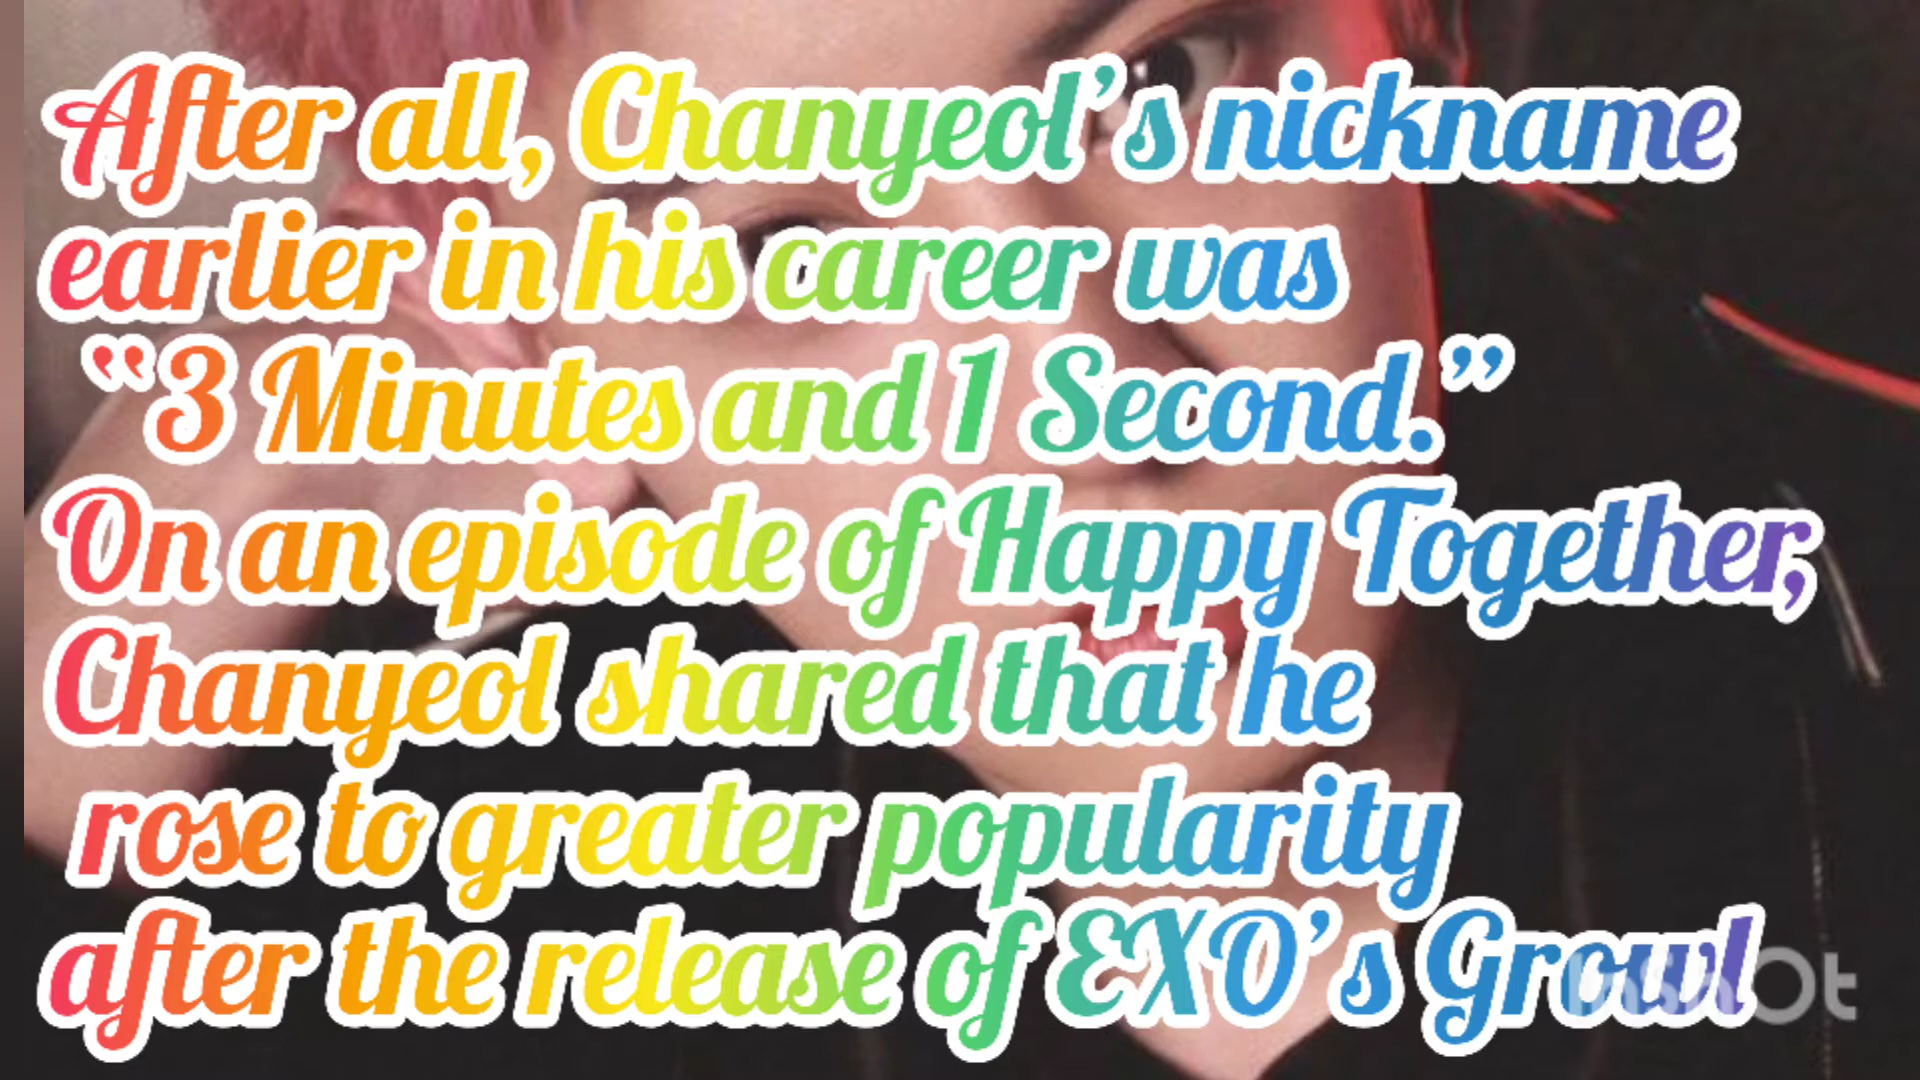 After all, Chanyeol’s nickname
earlier in his career was
“3 Minutes and 1 Second.”
On an episode of Happy Together,
Chanyeol shared that he
rose to greater popularity
after the release of EXO’s Growl
InShOt